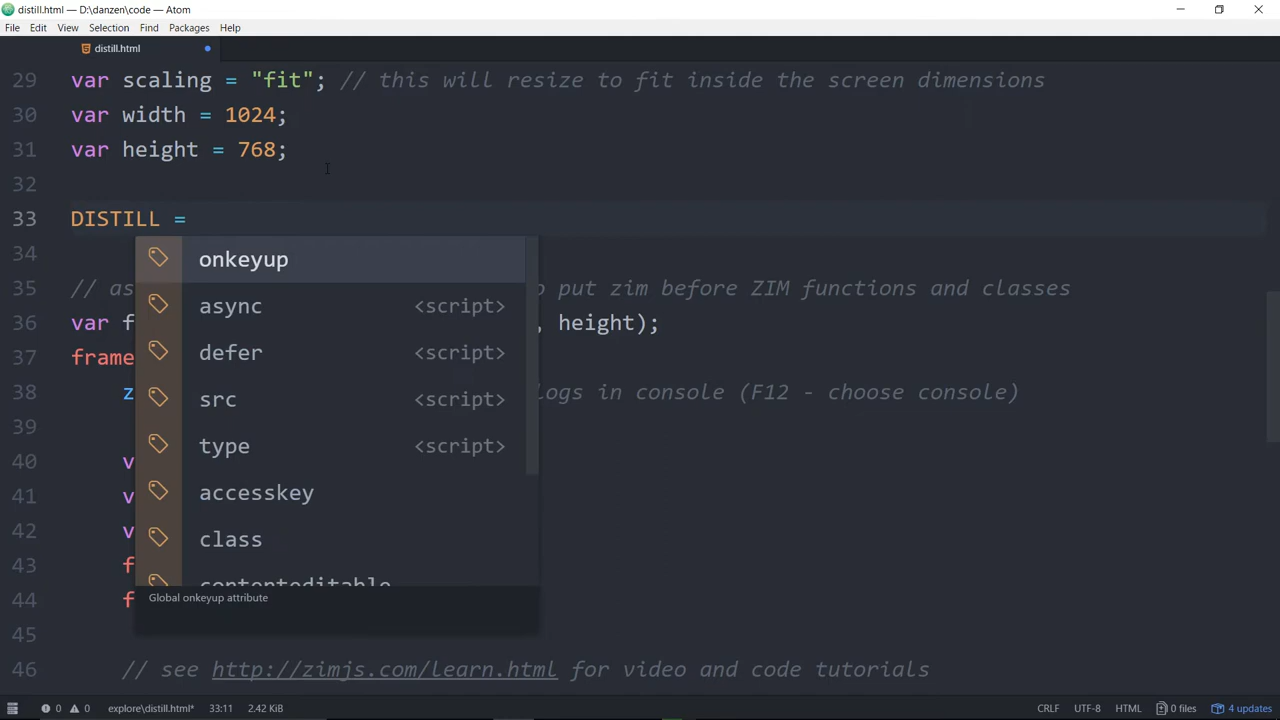 distill.html — D:\danzen\code — Atom
File Edit View Selection Find Packages Help
distill.html
29 var scaling = "fit"; // this will resize to fit inside the screen dimensions
30 var width = 1024;
31 var height = 768;
32
33 DISTILL =
onkeyup
34
async <script>
35 // as put zim before ZIM functions and classes
36 var f , height);
defer <script>
37 frame
38 z logs in console (F12 - choose console)
src <script>
39
type <script>
40 v
41 v
accesskey
42 v
class
43 f
contenteditable
44 f
Global onkeyup attribute
45
46 // see http://zimjs.com/learn.html for video and code tutorials
0 0 explore\distill.html* 33:11 2.42 KiB CRLF UTF-8 HTML 0 files 4 updates